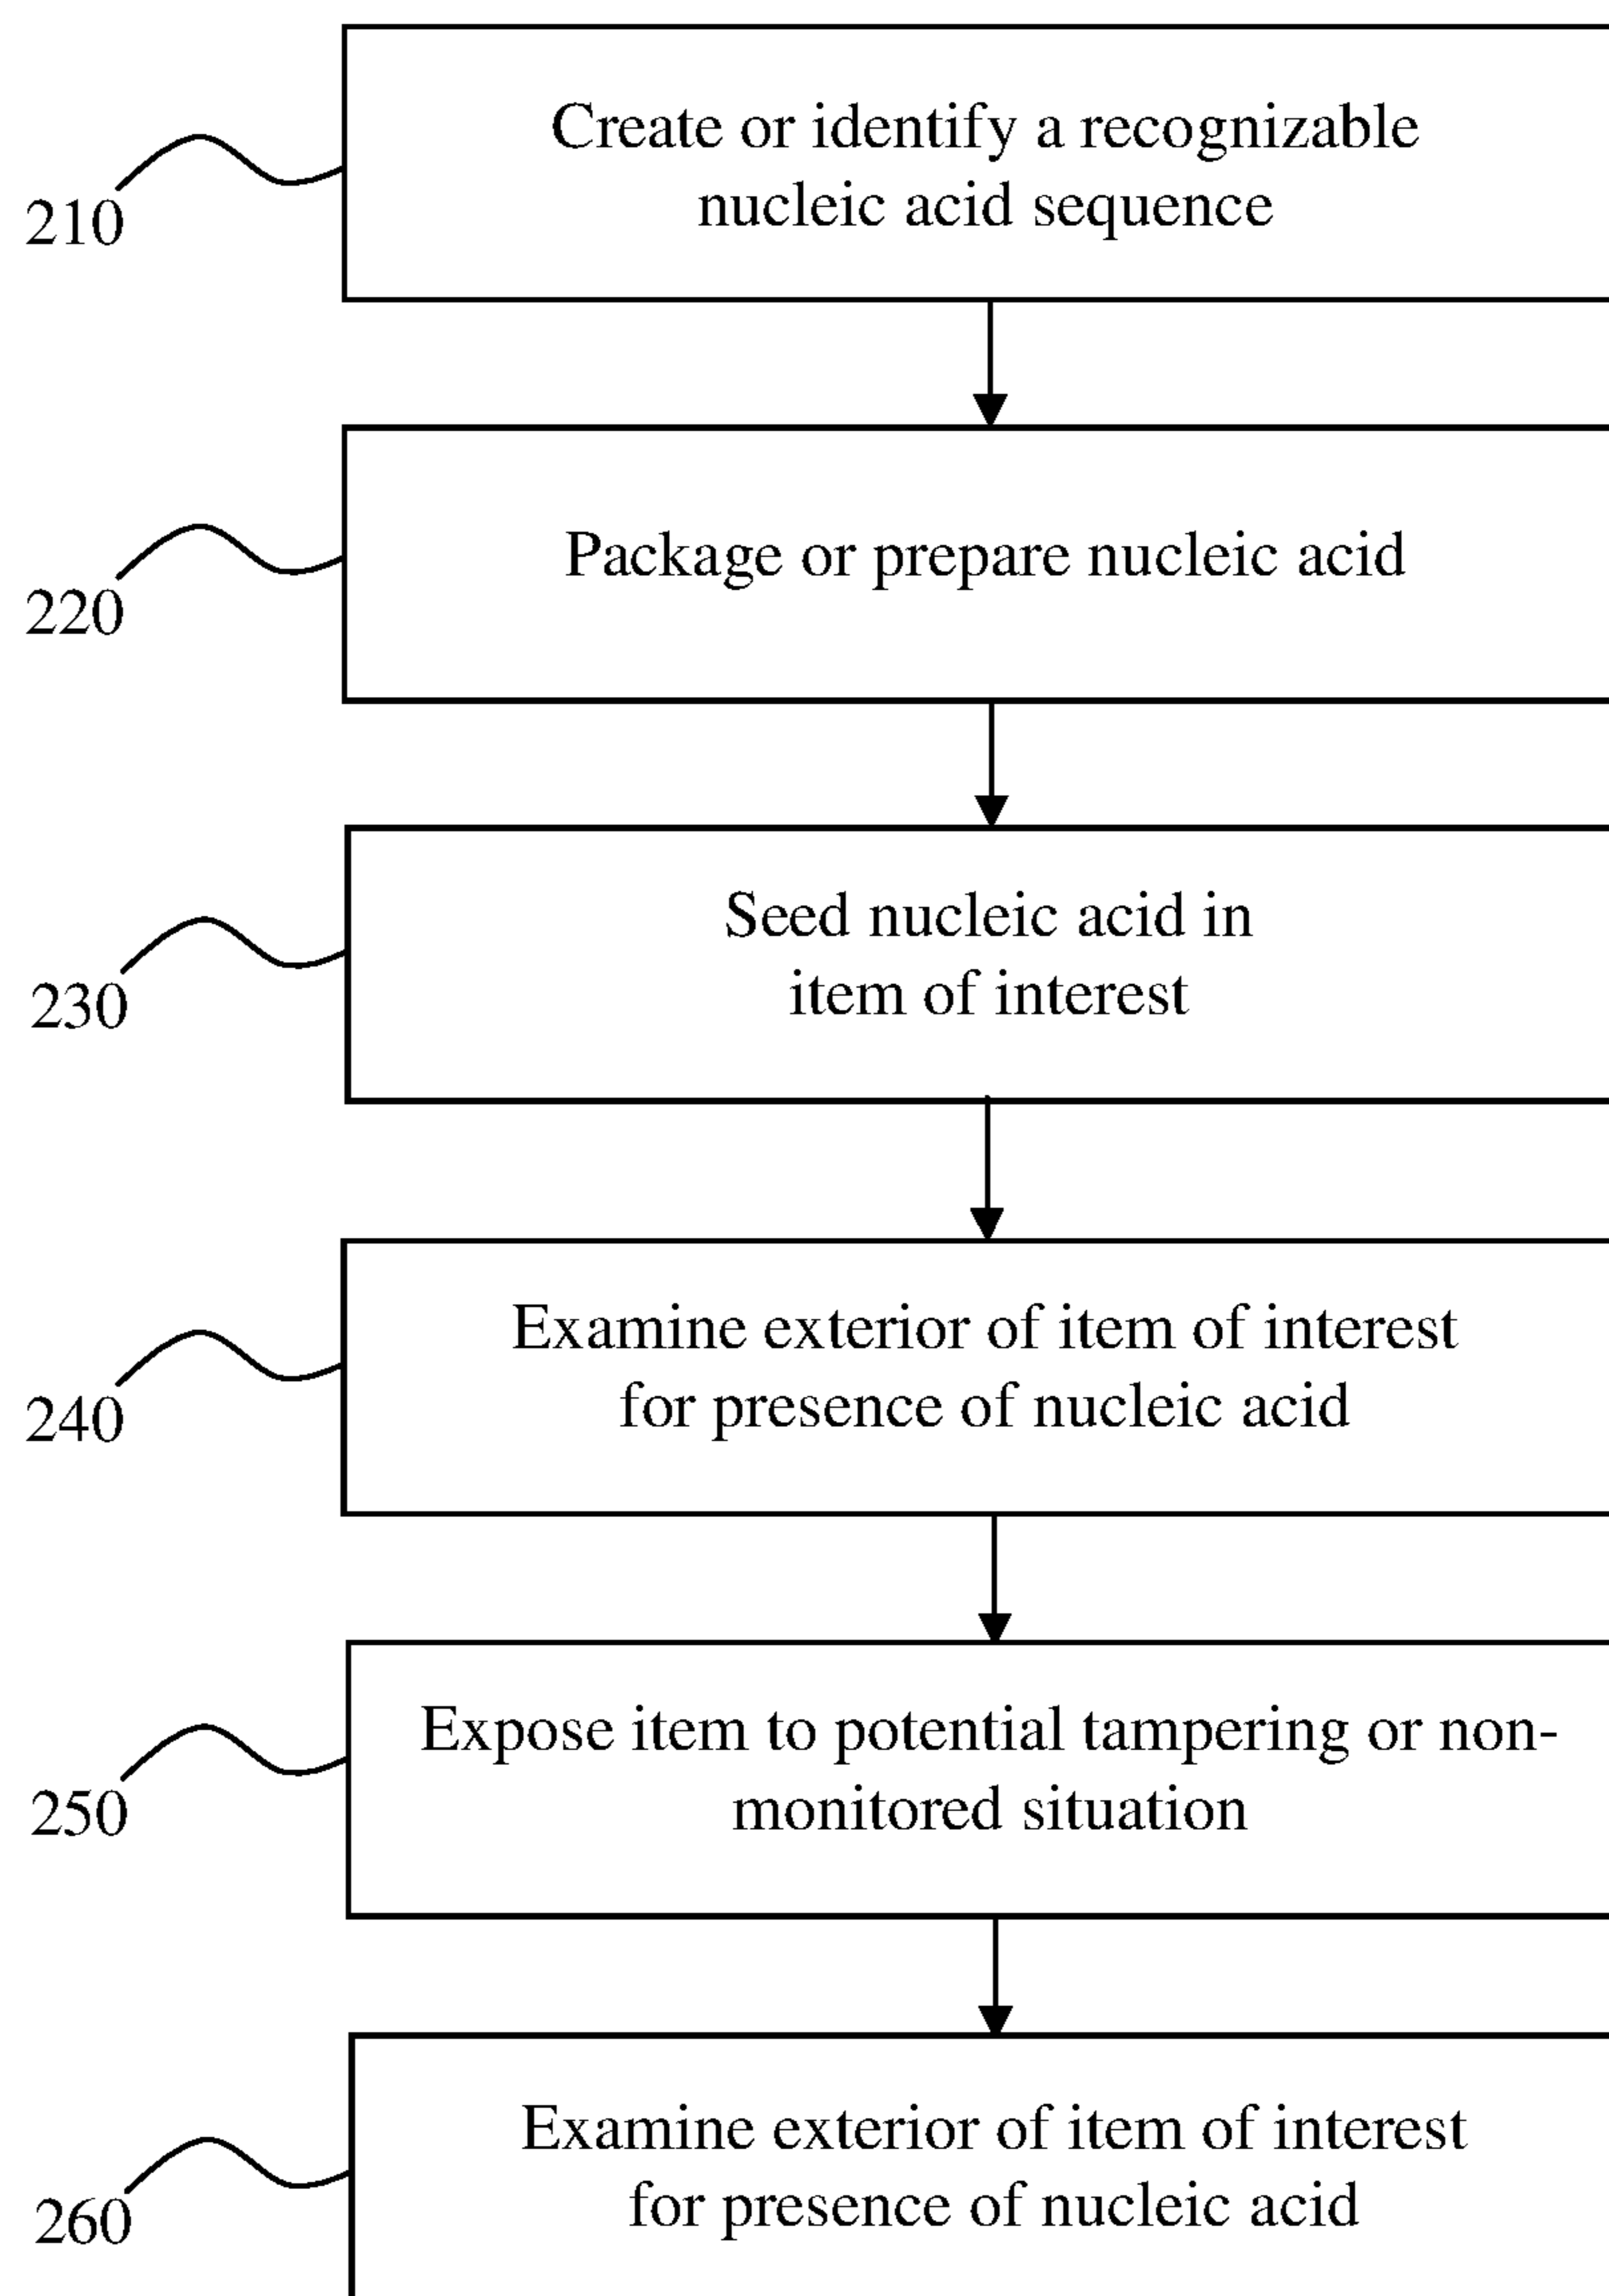 Create or identify a recognizable
nucleic acid sequence
210
Package or prepare nucleic acid
220
Seed nucleic acid in
item of interest
230
Examine exterior of item of interest
for presence of nucleic acid
240
Expose item to potential tampering or non-
monitored situation
250
Examine exterior of item of interest
for presence of nucleic acid
260